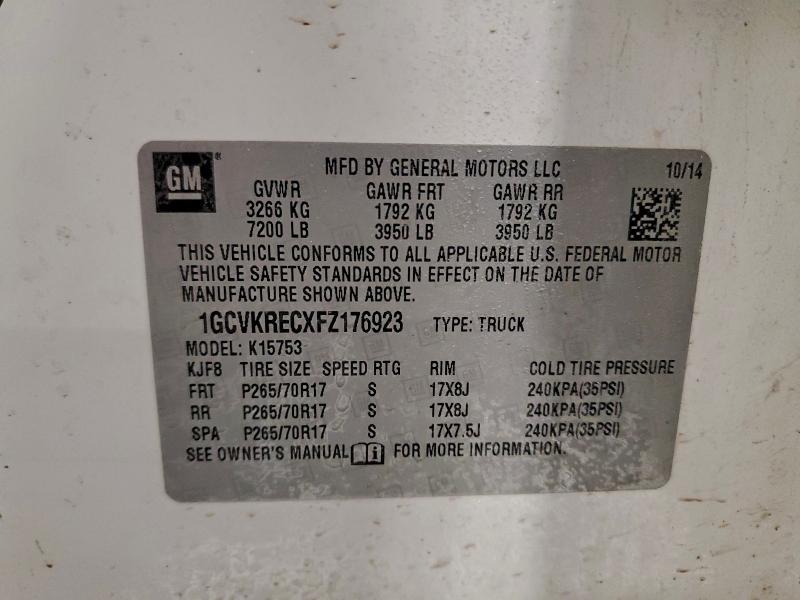 GM ® MFD BY GENERAL MOTORS LLC 10/14
GVWR GAWR FRT GAWR RR
3266 KG 1792 KG 1792 KG
7200 LB 3950 LB 3950 LB
THIS VEHICLE CONFORMS TO ALL APPLICABLE U.S. FEDERAL MOTOR
VEHICLE SAFETY STANDARDS IN EFFECT ON THE DATE OF
MANUFACTURE SHOWN ABOVE.
1GCVKRECXFZ176923 TYPE: TRUCK
MODEL: K15753
KJF8 TIRE SIZE SPEED RTG RIM COLD TIRE PRESSURE
FRT P265/70R17 S 17X8J 240KPA(35PSI)
RR P265/70R17 S 17X8J 240KPA(35PSI)
SPA P265/70R17 S 17X7.5J 240KPA(35PSI)
SEE OWNER'S MANUAL FOR MORE INFORMATION.